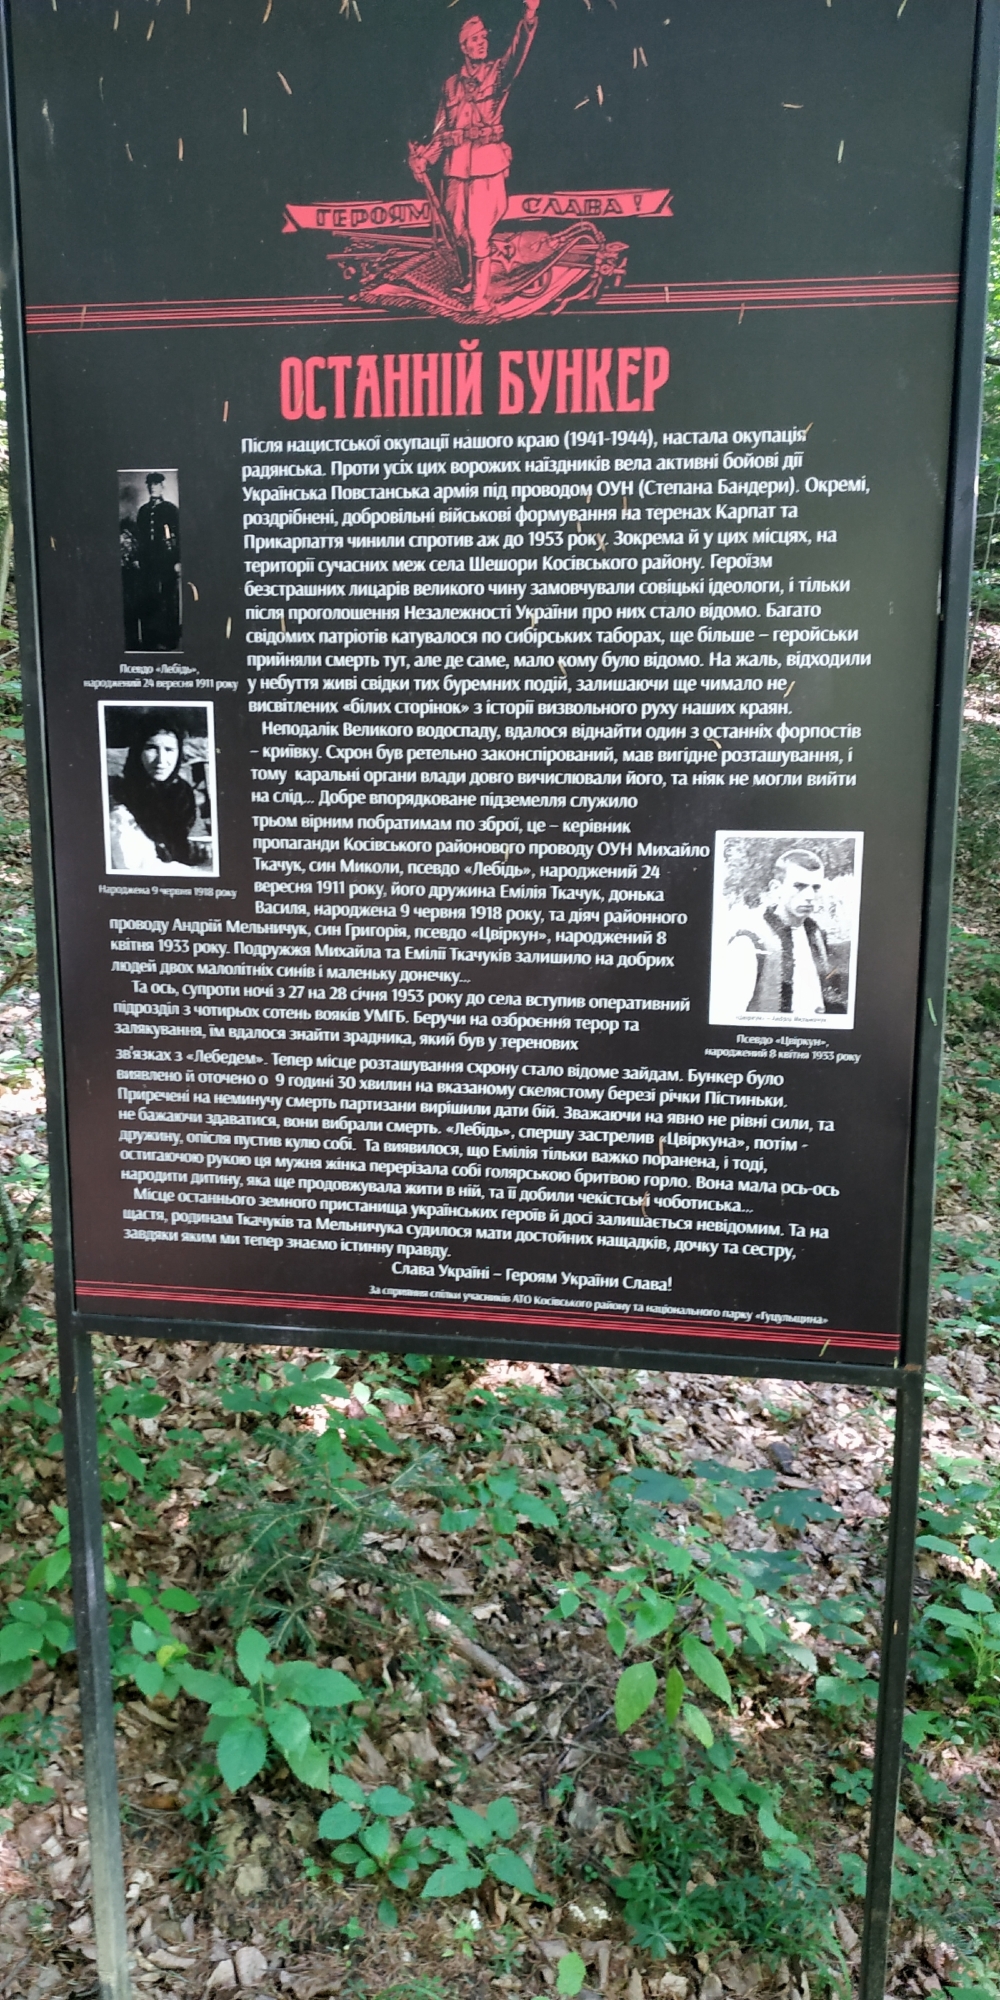 ГЕРОЯМ СЛАВА !
ОСТАННІЙ БУНКЕР
Після нацистської окупації нашого краю (1941-1944), настала окупація
радянська. Проти усіх цих ворожих наїздників вела активні бойові дії
Українська Повстанська армія під проводом ОУН (Степана Бандери). Окремі,
роздрібнені, добровільні військові формування на теренах Карпат та
Прикарпаття чинили спротив аж до 1953 року. Зокрема й у цих місцях, на
території сучасних меж села Шешори Косівського району. Героїзм
безстрашних лицарів великого чину замовчували совіцькі ідеологи, і тільки
після проголошення Незалежності України про них стало відомо. Багато
свідомих патріотів катувалося по сибірських таборах, ще більше – геройськи
прийняли смерть тут, але де саме, мало кому було відомо. На жаль, відходили
у небуття живі свідки тих буремних подій, залишаючи ще чимало не
висвітлених «білих сторінок» з історії визвольного руху наших краян.
Псевдо «Лебідь»,
народжений 24 вересня 1911 року
Неподалік Великого водоспаду, вдалося віднайти один з останніх форпостів
– криївку. Схрон був ретельно законспірований, мав вигідне розташування, і
тому каральні органи влади довго вичислювали його, та ніяк не могли вийти
на слід... Добре впорядковане підземелля служило
трьом вірним побратимам по зброї, це – керівник
пропаганди Косівського районового проводу ОУН Михайло
Ткачук, син Миколи, псевдо «Лебідь», народжений 24
вересня 1911 року, його дружина Емілія Ткачук, донька
Василя, народжена 9 червня 1918 року, та діяч районного
проводу Андрій Мельничук, син Григорія, псевдо «Цвіркун», народжений 8
квітня 1933 року. Подружжя Михайла та Емілії Ткачуків залишило на добрих
людей двох малолітніх синів і маленьку донечку...
Народжена 9 червня 1918 року
Та ось, супроти ночі з 27 на 28 січня 1953 року до села вступив оперативний
підрозділ з чотирьох сотень вояків УМГБ. Беручи на озброєння терор та
залякування, їм вдалося знайти зрадника, який був у теренових
зв'язках з «Лебедем». Тепер місце розташування схрону стало відоме зайдам. Бункер було
виявлено й оточено о 9 годині 30 хвилин на вказаному скелястому березі річки Пістиньки.
Приречені на неминучу смерть партизани вирішили дати бій. Зважаючи на явно не рівні сили, та
не бажаючи здаватися, вони вибрали смерть. «Лебідь», спершу застрелив «Цвіркуна», потім -
дружину, опісля пустив кулю собі. Та виявилося, що Емілія тільки важко поранена, і тоді,
остигаючою рукою ця мужня жінка перерізала собі голярською бритвою горло. Вона мала ось-ось
народити дитину, яка ще продовжувала жити в ній, та її добили чекістські чоботиська...
«Цвіркун» – Андрій Мельничук
Псевдо «Цвіркун»,
народжений 8 квітня 1933 року
Місце останнього земного пристанища українських героїв й досі залишається невідомим. Та на
щастя, родинам Ткачуків та Мельничука судилося мати достойних нащадків, дочку та сестру,
завдяки яким ми тепер знаємо істинну правду.
Слава Україні – Героям України Слава!
За сприяння спілки учасників АТО Косівського району та національного парку «Гуцульщина»